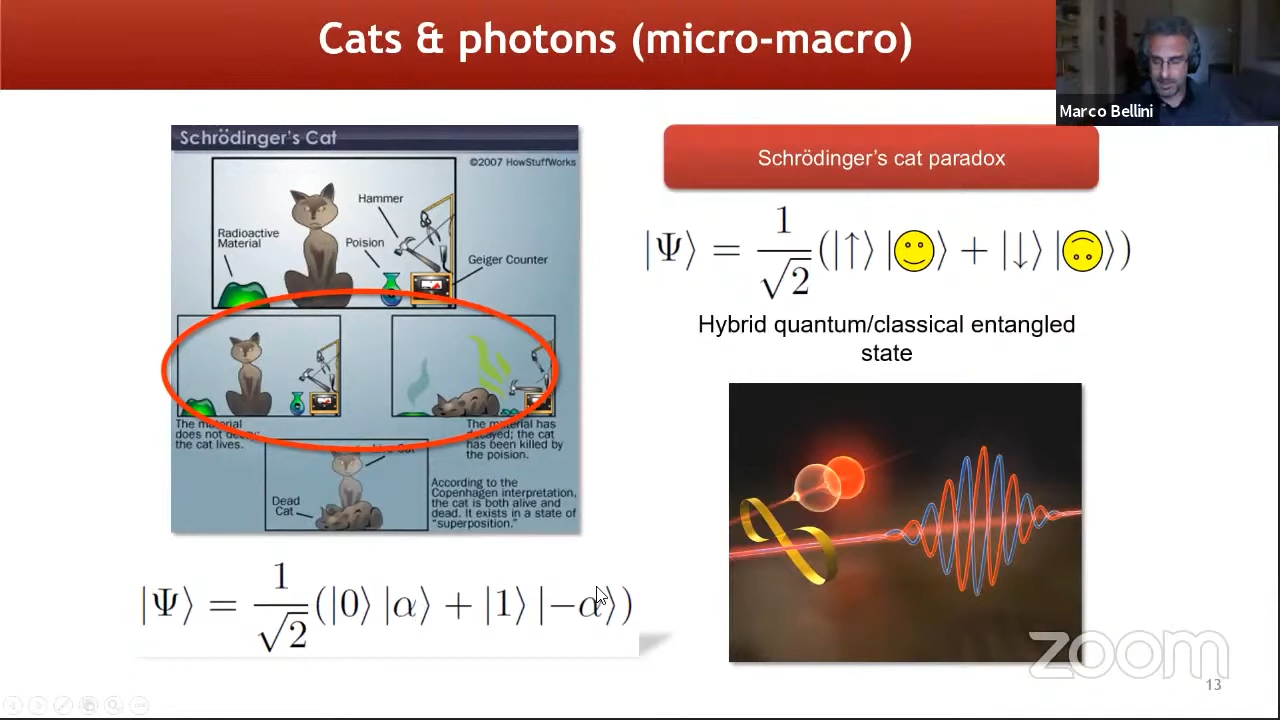 Cats & photons (micro-macro)
Marco Bellini
Schrödinger's Cat
©2007 HowStuffWorks
Hammer
Radioactive
Material
Poision
Geiger Counter
The material
does not decay;
the cat lives.
The material has
decayed; the cat
has been killed by
the poision.
Dead
Cat
According to the
Copenhagen interpretation,
the cat is both alive and
dead. It exists in a state of
"superposition."
|Ψ⟩ = 1/√2 (|0⟩ |α⟩ + |1⟩ |−α⟩)
Schrödinger's cat paradox
|Ψ⟩ = 1/√2 (|↑⟩ |🙂⟩ + |↓⟩ |🙃⟩)
Hybrid quantum/classical entangled
state
zoom
13